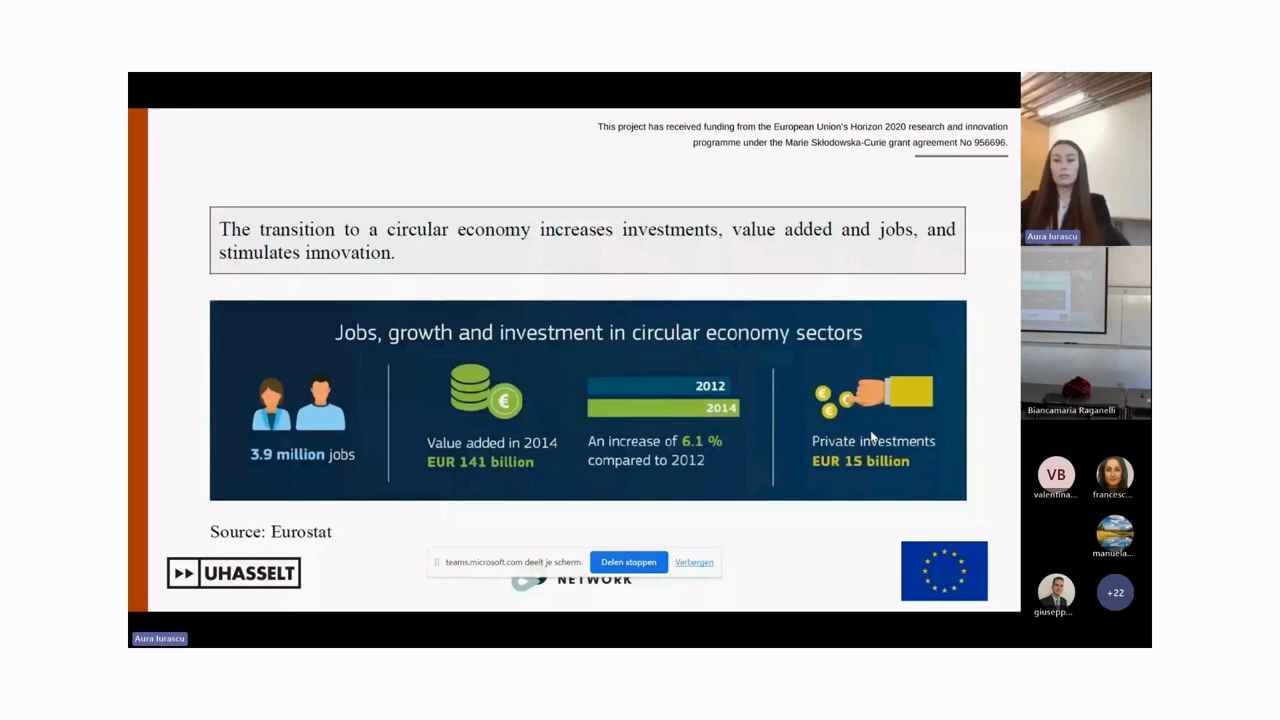 This project has received funding from the European Union's Horizon 2020 research and innovation
programme under the Marie Skłodowska-Curie grant agreement No 956696.
The transition to a circular economy increases investments, value added and jobs, and
stimulates innovation.
Jobs, growth and investment in circular economy sectors
3.9 million jobs
€
Value added in 2014
EUR 141 billion
2012
2014
An increase of 6.1 %
compared to 2012
€
€
€
Private investments
EUR 15 billion
Source: Eurostat
UHASSELT
teams.microsoft.com deelt je scherm.
Delen stoppen
Verbergen
NETWORK
Aura Iurascu
Aura Iurascu
Biancamaria Raganelli
VB
valentina...
francesc...
manuela...
giusepp...
+22